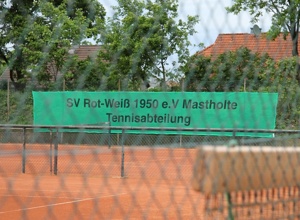 SV Rot-Weiß 1950 e.V Mastholte
Tennisabteilung